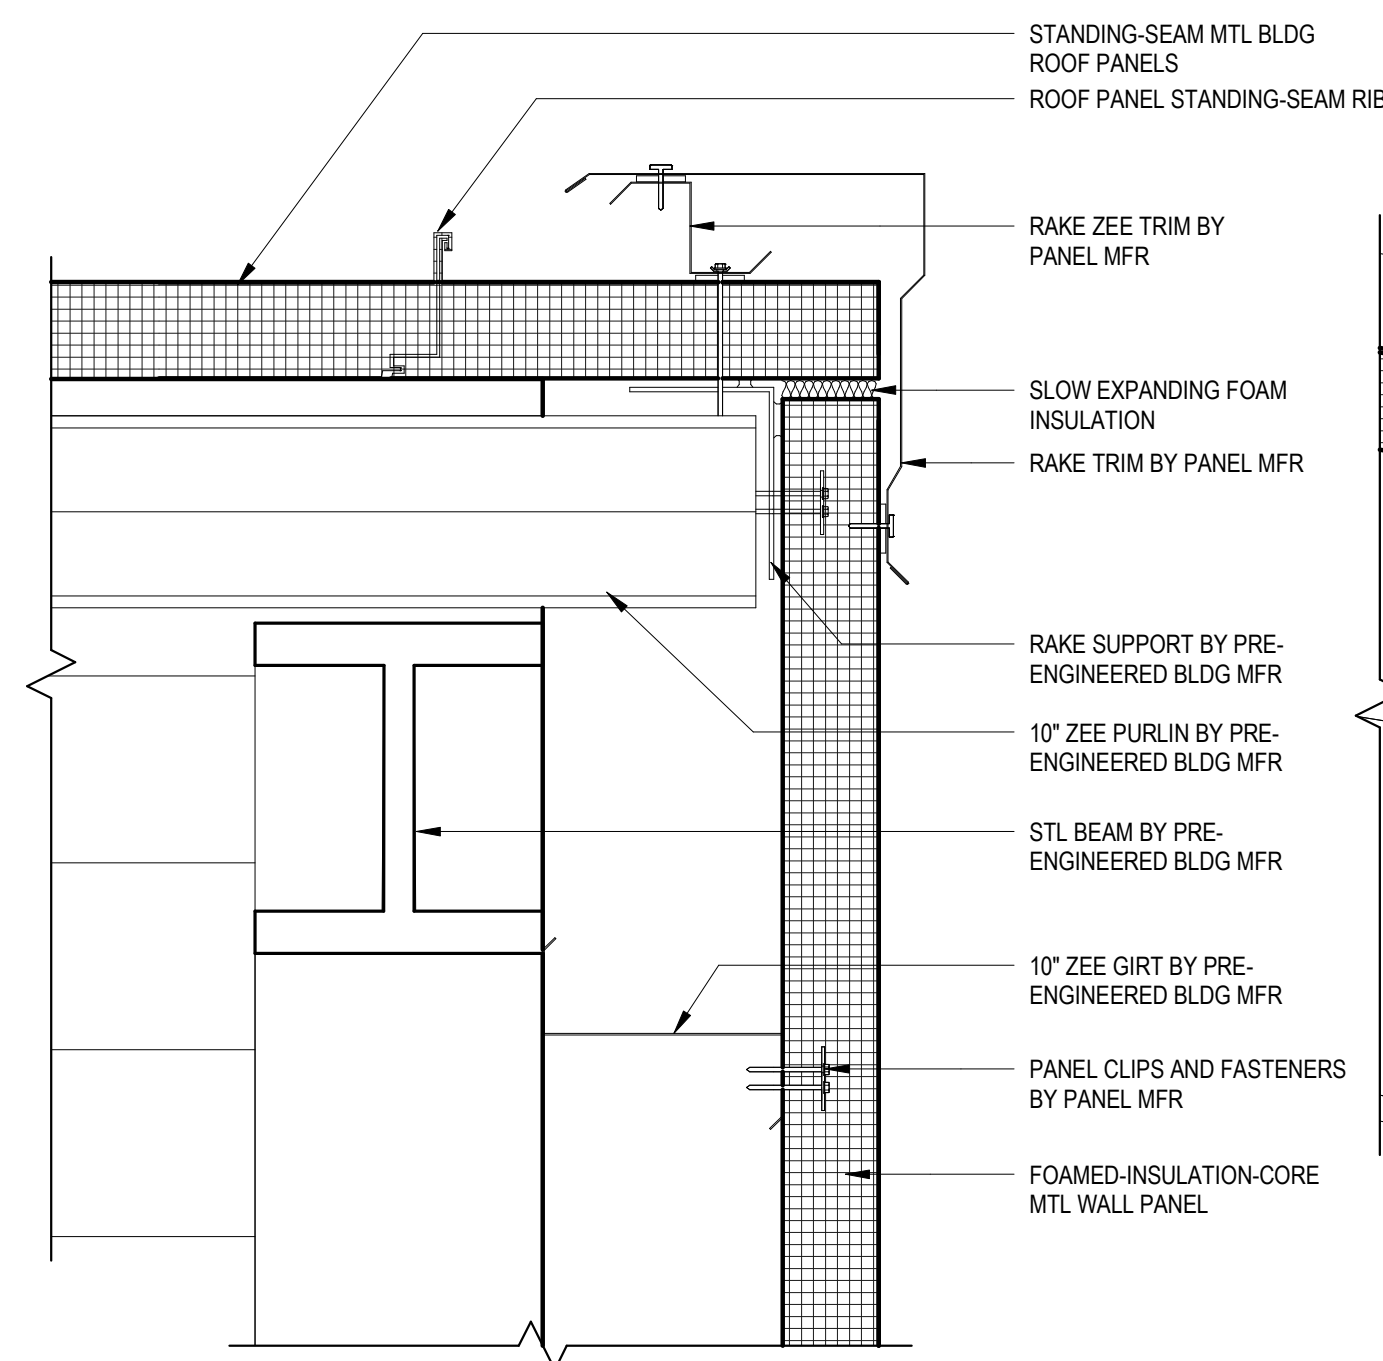 STANDING-SEAM MTL BLDG
ROOF PANELS
ROOF PANEL STANDING-SEAM RIB
RAKE ZEE TRIM BY
PANEL MFR
SLOW EXPANDING FOAM
INSULATION
RAKE TRIM BY PANEL MFR
RAKE SUPPORT BY PRE-
ENGINEERED BLDG MFR
10" ZEE PURLIN BY PRE-
ENGINEERED BLDG MFR
STL BEAM BY PRE-
ENGINEERED BLDG MFR
10" ZEE GIRT BY PRE-
ENGINEERED BLDG MFR
PANEL CLIPS AND FASTENERS
BY PANEL MFR
FOAMED-INSULATION-CORE
MTL WALL PANEL